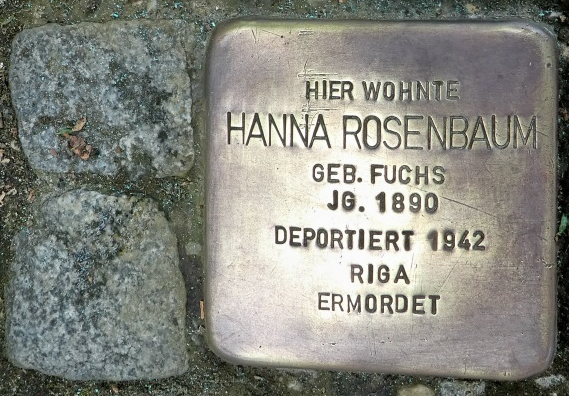 HIER WOHNTE
HANNA ROSENBAUM
GEB. FUCHS
JG. 1890
DEPORTIERT 1942
RIGA
ERMORDET